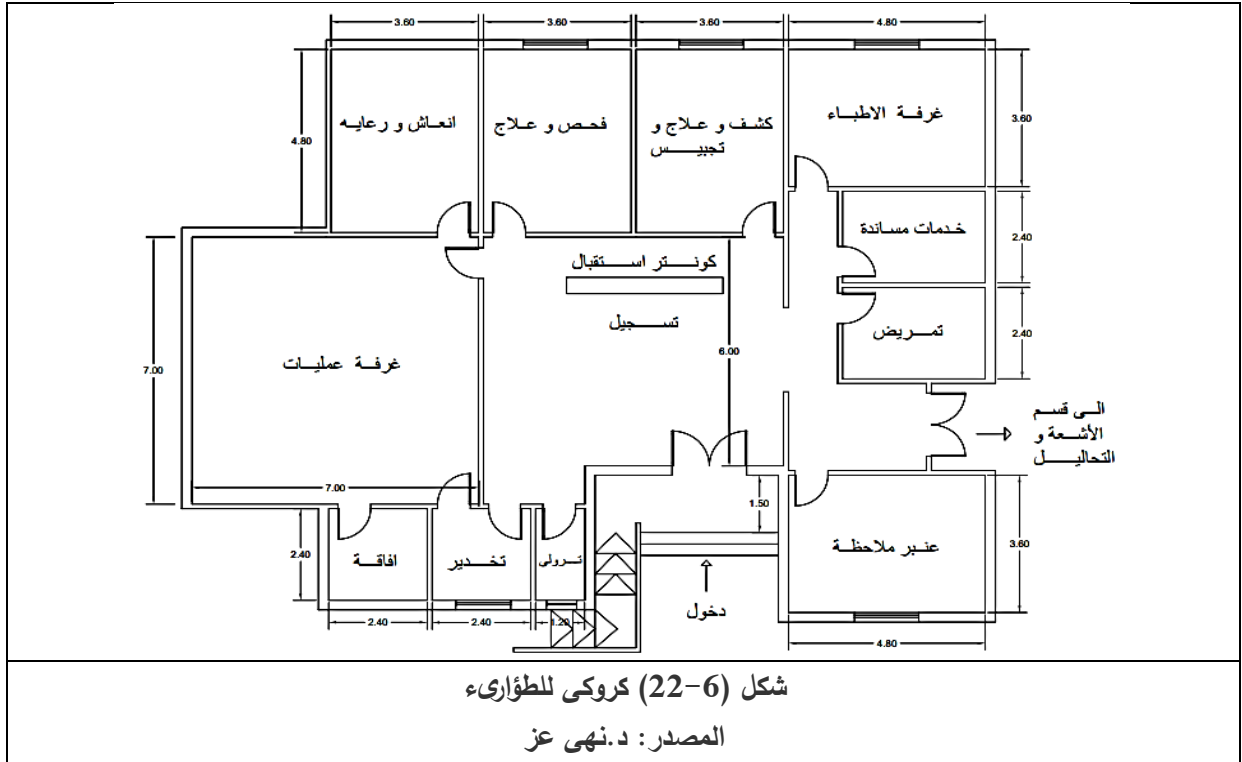 3.60
3.60
3.60
4.80
انعاش و رعايه
فحص و علاج
كشف و علاج و
تجبيس
غرفة الاطباء
4.80
3.60
خدمات مساندة
2.40
كونتر استقبال
تسجيل
تمريض
2.40
6.00
غرفة عمليات
7.00
7.00
الى قسم
الأشعة و
التحاليل
1.50
افاقة
تخدير
ترولى
2.40
عنبر ملاحظة
3.60
دخول
2.40
2.40
1.20
4.80
شكل (6-22) كروكى للطؤارىء
المصدر: د.نهى عز